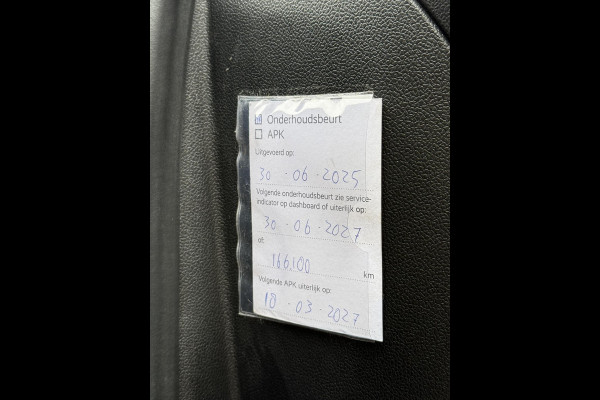 Onderhoudsbeurt
APK
Uitgevoerd op:
30 - 06 - 2025
Volgende onderhoudsbeurt zie service-
indicator op dashboard of uiterlijk op:
30 - 06 - 2027
of
166.100 km
Volgende APK uiterlijk op:
10 - 03 - 2027